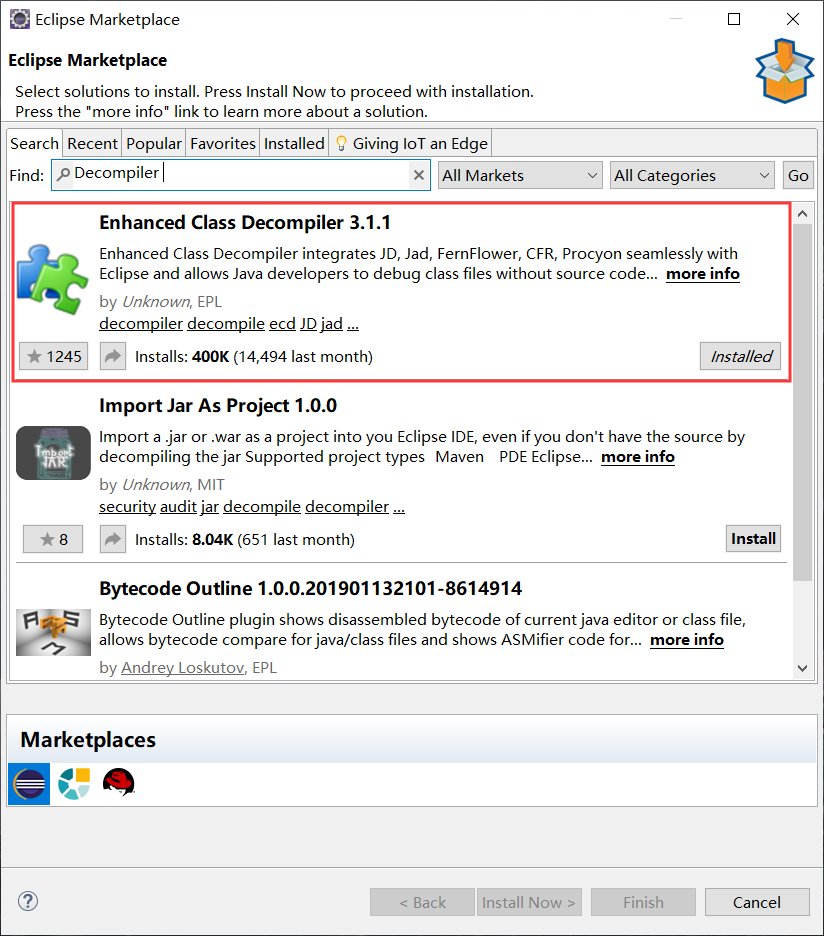 Eclipse Marketplace
Eclipse Marketplace
Select solutions to install. Press Install Now to proceed with installation.
Press the "more info" link to learn more about a solution.
Search Recent Popular Favorites Installed Giving IoT an Edge
Find: Decompiler All Markets All Categories Go
Enhanced Class Decompiler 3.1.1
Enhanced Class Decompiler integrates JD, Jad, FernFlower, CFR, Procyon seamlessly with
Eclipse and allows Java developers to debug class files without source code... more info
by Unknown, EPL
decompiler decompile ecd JD jad ...
1245 Installs: 400K (14,494 last month) Installed
Import Jar As Project 1.0.0
Import JAR
Import a .jar or .war as a project into you Eclipse IDE, even if you don't have the source by
decompiling the jar Supported project types Maven PDE Eclipse... more info
by Unknown, MIT
security audit jar decompile decompiler ...
8 Installs: 8.04K (651 last month) Install
Bytecode Outline 1.0.0.201901132101-8614914
ASM
Bytecode Outline plugin shows disassembled bytecode of current java editor or class file,
allows bytecode compare for java/class files and shows ASMifier code for... more info
by Andrey Loskutov, EPL
Marketplaces
? < Back Install Now > Finish Cancel